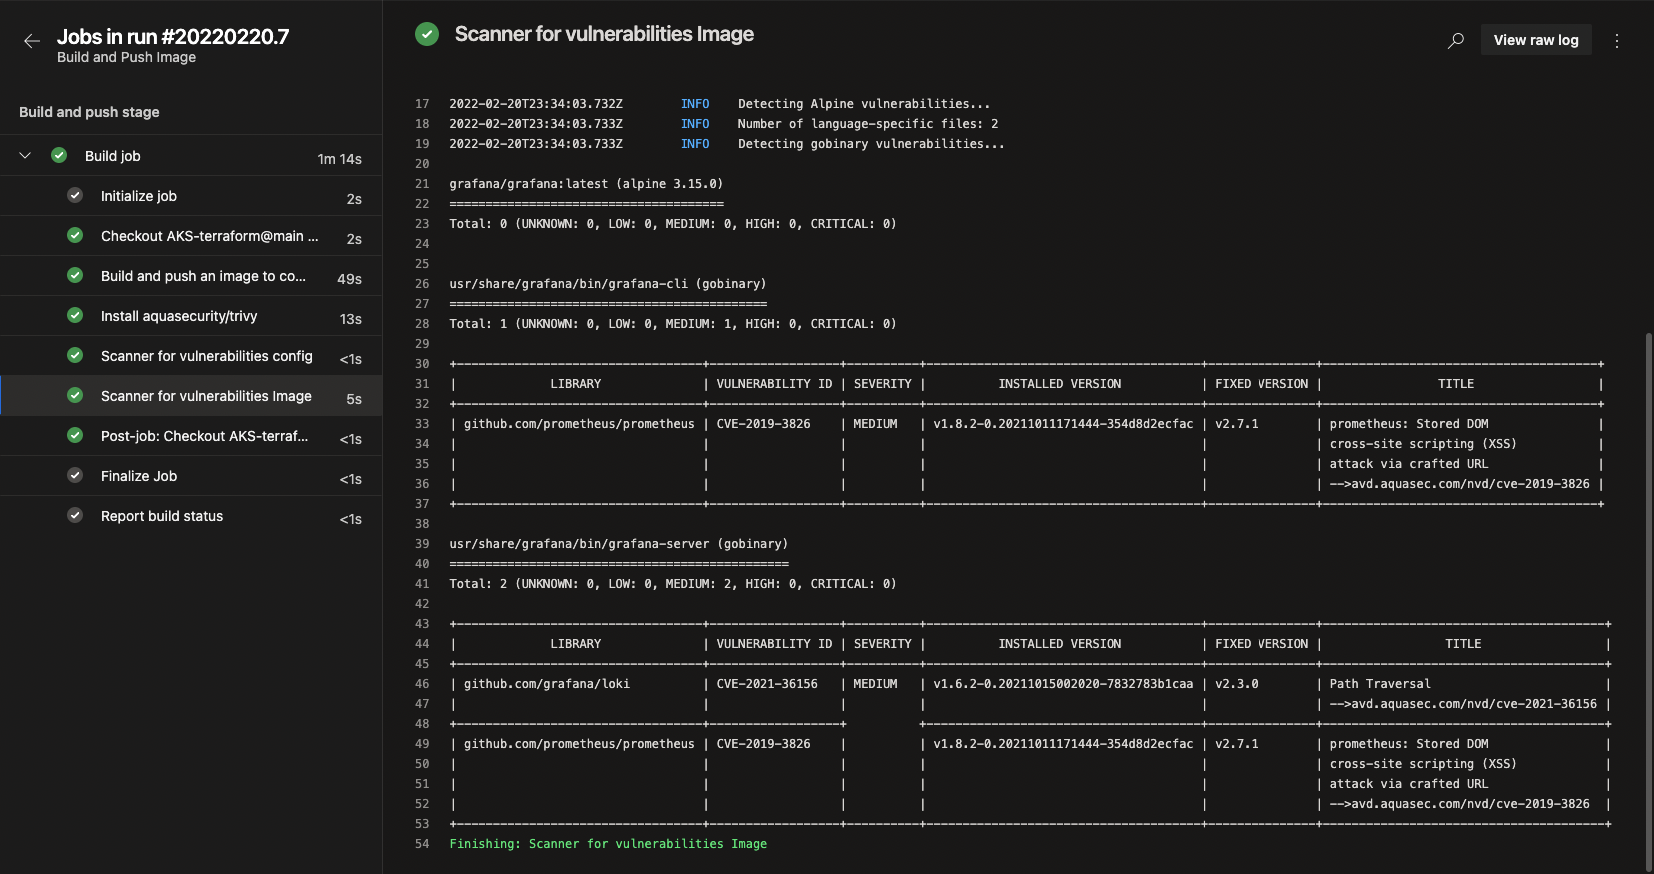 Jobs in run #20220220.7
Build and Push Image
Build and push stage
Build job 1m 14s
Initialize job 2s
Checkout AKS-terraform@main ... 2s
Build and push an image to co... 49s
Install aquasecurity/trivy 13s
Scanner for vulnerabilities config <1s
Scanner for vulnerabilities Image 5s
Post-job: Checkout AKS-terraf... <1s
Finalize Job <1s
Report build status <1s
Scanner for vulnerabilities Image
View raw log
17 2022-02-20T23:34:03.732Z INFO Detecting Alpine vulnerabilities...
18 2022-02-20T23:34:03.733Z INFO Number of language-specific files: 2
19 2022-02-20T23:34:03.733Z INFO Detecting gobinary vulnerabilities...
20
21 grafana/grafana:latest (alpine 3.15.0)
22 ======================================
23 Total: 0 (UNKNOWN: 0, LOW: 0, MEDIUM: 0, HIGH: 0, CRITICAL: 0)
24
25
26 usr/share/grafana/bin/grafana-cli (gobinary)
27 ============================================
28 Total: 1 (UNKNOWN: 0, LOW: 0, MEDIUM: 1, HIGH: 0, CRITICAL: 0)
29
30 +----------------------------------+------------------+----------+--------------------------------------+---------------+--------------------------------------+
31 | LIBRARY | VULNERABILITY ID | SEVERITY | INSTALLED VERSION | FIXED VERSION | TITLE |
32 +----------------------------------+------------------+----------+--------------------------------------+---------------+--------------------------------------+
33 | github.com/prometheus/prometheus | CVE-2019-3826 | MEDIUM | v1.8.2-0.20211011171444-354d8d2ecfac | v2.7.1 | prometheus: Stored DOM |
34 | | | | | | cross-site scripting (XSS) |
35 | | | | | | attack via crafted URL |
36 | | | | | | -->avd.aquasec.com/nvd/cve-2019-3826 |
37 +----------------------------------+------------------+----------+--------------------------------------+---------------+--------------------------------------+
38
39 usr/share/grafana/bin/grafana-server (gobinary)
40 ===============================================
41 Total: 2 (UNKNOWN: 0, LOW: 0, MEDIUM: 2, HIGH: 0, CRITICAL: 0)
42
43 +----------------------------------+------------------+----------+--------------------------------------+---------------+---------------------------------------+
44 | LIBRARY | VULNERABILITY ID | SEVERITY | INSTALLED VERSION | FIXED VERSION | TITLE |
45 +----------------------------------+------------------+----------+--------------------------------------+---------------+---------------------------------------+
46 | github.com/grafana/loki | CVE-2021-36156 | MEDIUM | v1.6.2-0.20211015002020-7832783b1caa | v2.3.0 | Path Traversal |
47 | | | | | | -->avd.aquasec.com/nvd/cve-2021-36156 |
48 +----------------------------------+------------------+ +--------------------------------------+---------------+---------------------------------------+
49 | github.com/prometheus/prometheus | CVE-2019-3826 | | v1.8.2-0.20211011171444-354d8d2ecfac | v2.7.1 | prometheus: Stored DOM |
50 | | | | | | cross-site scripting (XSS) |
51 | | | | | | attack via crafted URL |
52 | | | | | | -->avd.aquasec.com/nvd/cve-2019-3826 |
53 +----------------------------------+------------------+----------+--------------------------------------+---------------+---------------------------------------+
54 Finishing: Scanner for vulnerabilities Image